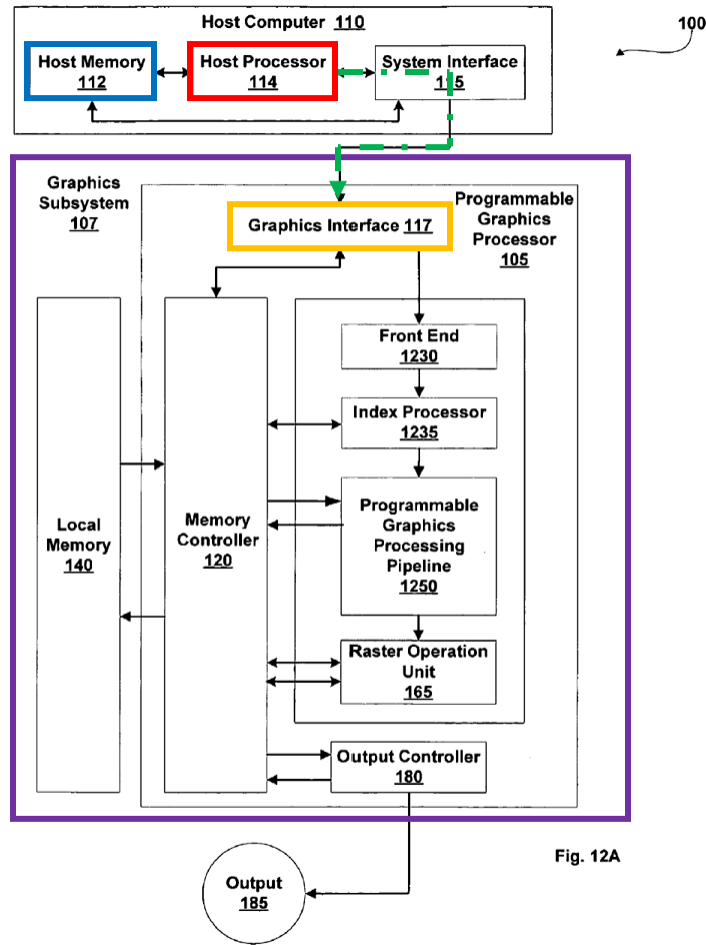 Host Computer 110
100
Host Memory
112
Host Processor
114
System Interface
115
Graphics
Subsystem
107
Programmable
Graphics
Processor
105
Graphics Interface 117
Front End
1230
Index Processor
1235
Local
Memory
140
Memory
Controller
120
Programmable
Graphics
Processing
Pipeline
1250
Raster Operation
Unit
165
Output Controller
180
Fig. 12A
Output
185